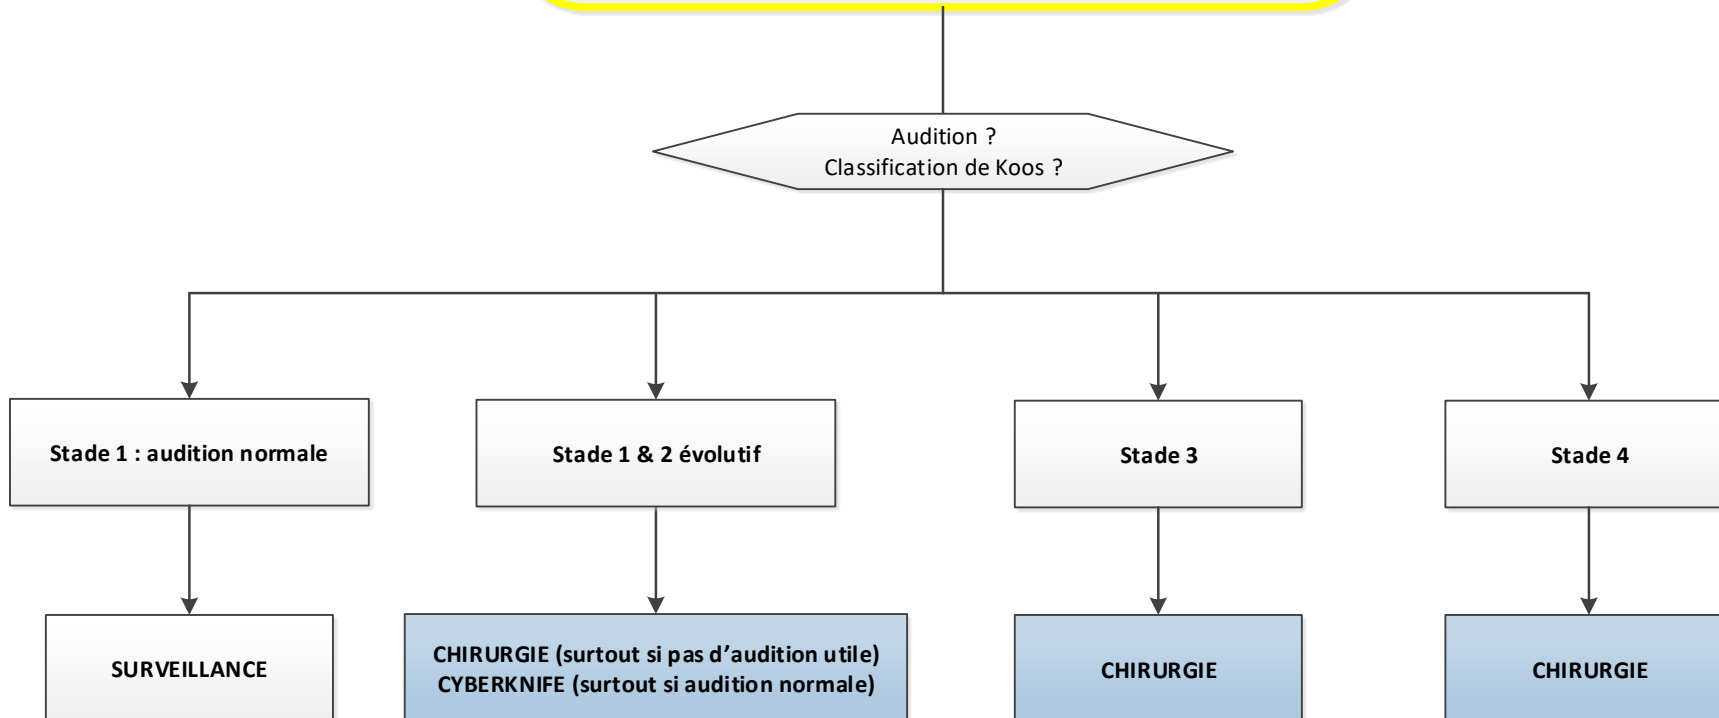 Audition ?
Classification de Koos ?
Stade 1 : audition normale
Stade 1 & 2 évolutif
Stade 3
Stade 4
SURVEILLANCE
CHIRURGIE (surtout si pas d’audition utile)
CYBERKNIFE (surtout si audition normale)
CHIRURGIE
CHIRURGIE